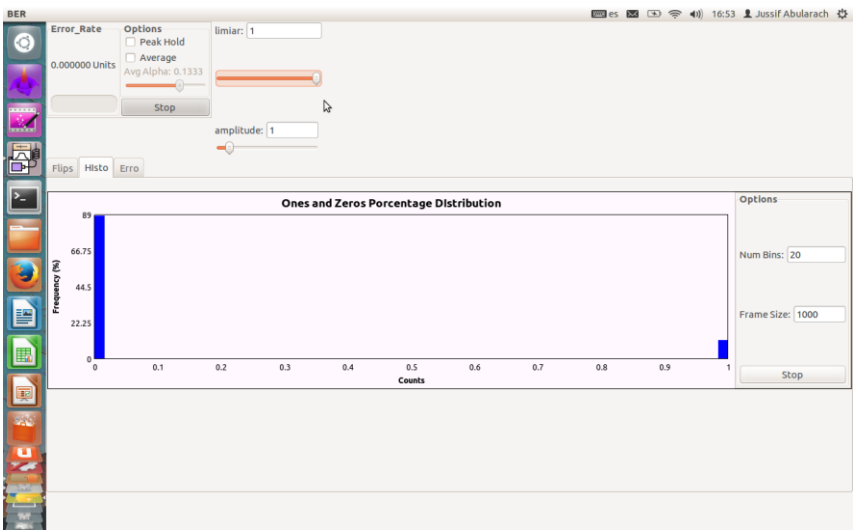 BER
es
16:53
Jussif Abularach
Error_Rate
Options
Peak Hold
Average
0.000000 Units
Avg Alpha: 0.1333
Stop
limiar: 1
amplitude: 1
Flips
HIsto
Erro
Ones and Zeros Porcentage DIstribution
Frequency (%)
89
66.75
44.5
22.25
0
0 0.1 0.2 0.3 0.4 0.5 0.6 0.7 0.8 0.9 1
Counts
Options
Num Bins: 20
Frame Size: 1000
Stop